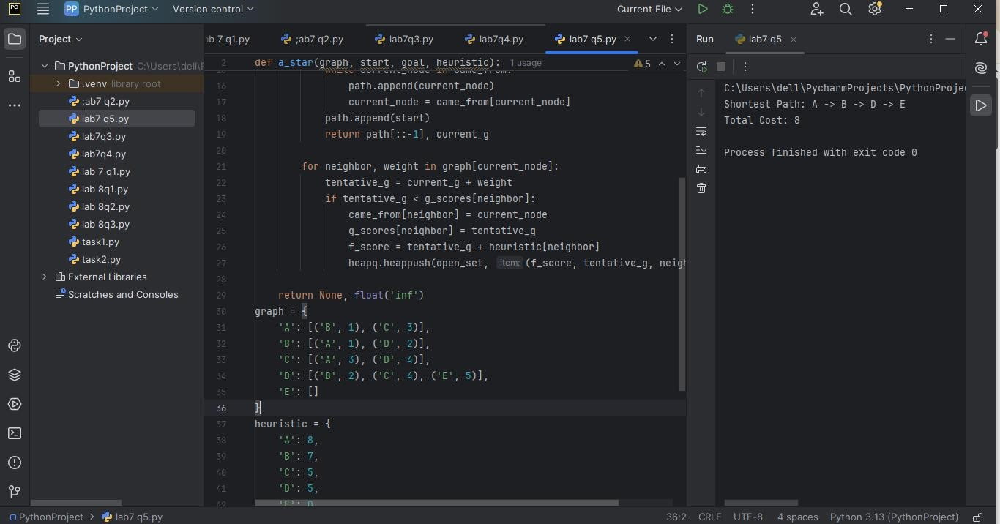 PC
PP PythonProject
Version control
Current File
Project
ab 7 q1.py
;ab7 q2.py
lab7q3.py
lab7q4.py
lab7 q5.py
Run
lab7 q5
PythonProject C:\Users\dell\
.venv library root
;ab7 q2.py
lab7 q5.py
lab7q3.py
lab7q4.py
lab 7 q1.py
lab 8q1.py
lab 8q2.py
lab 8q3.py
task1.py
task2.py
External Libraries
Scratches and Consoles
2 def a_star(graph, start, goal, heuristic): 1 usage
5
while current_node in came_from:
16 path.append(current_node)
17 current_node = came_from[current_node]
18 path.append(start)
19 return path[::-1], current_g
20
21 for neighbor, weight in graph[current_node]:
22 tentative_g = current_g + weight
23 if tentative_g < g_scores[neighbor]:
24 came_from[neighbor] = current_node
25 g_scores[neighbor] = tentative_g
26 f_score = tentative_g + heuristic[neighbor]
27 heapq.heappush(open_set, item: (f_score, tentative_g, neigh
28
29 return None, float('inf')
30 graph = {
31 'A': [('B', 1), ('C', 3)],
32 'B': [('A', 1), ('D', 2)],
33 'C': [('A', 3), ('D', 4)],
34 'D': [('B', 2), ('C', 4), ('E', 5)],
35 'E': []
36 }
37 heuristic = {
38 'A': 8,
39 'B': 7,
40 'C': 5,
41 'D': 5,
42 'E': 0
C:\Users\dell\PycharmProjects\PythonProje
Shortest Path: A -> B -> D -> E
Total Cost: 8
Process finished with exit code 0
PythonProject > lab7 q5.py
36:2 CRLF UTF-8 4 spaces Python 3.13 (PythonProject)